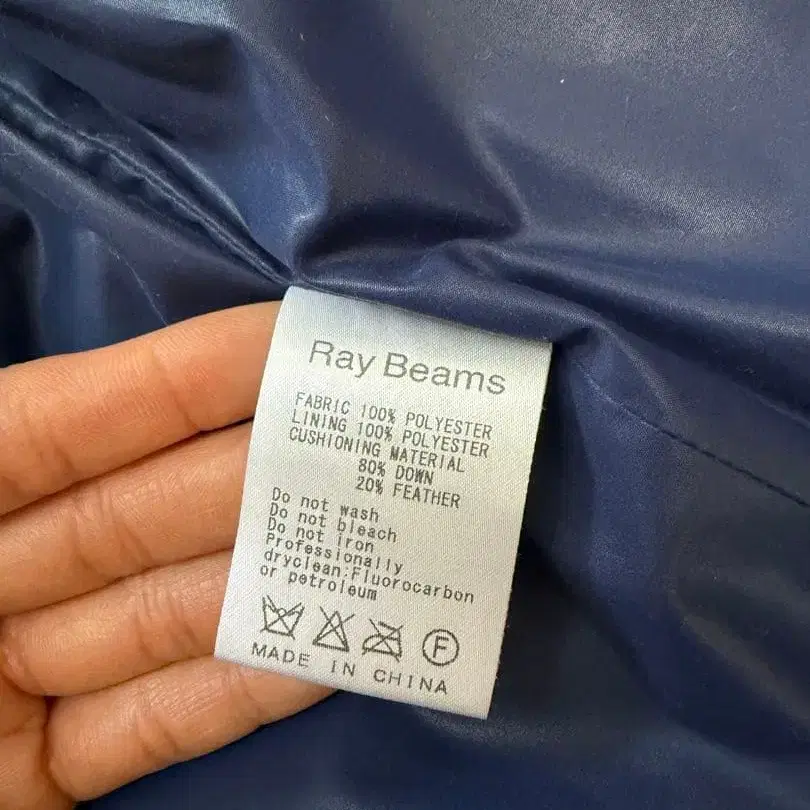 Ray Beams
FABRIC 100% POLYESTER
LINING 100% POLYESTER
CUSHIONING MATERIAL
80% DOWN
20% FEATHER
Do not wash
Do not bleach
Do not iron
Professionally
dryclean:Fluorocarbon
or petroleum
F
MADE IN CHINA